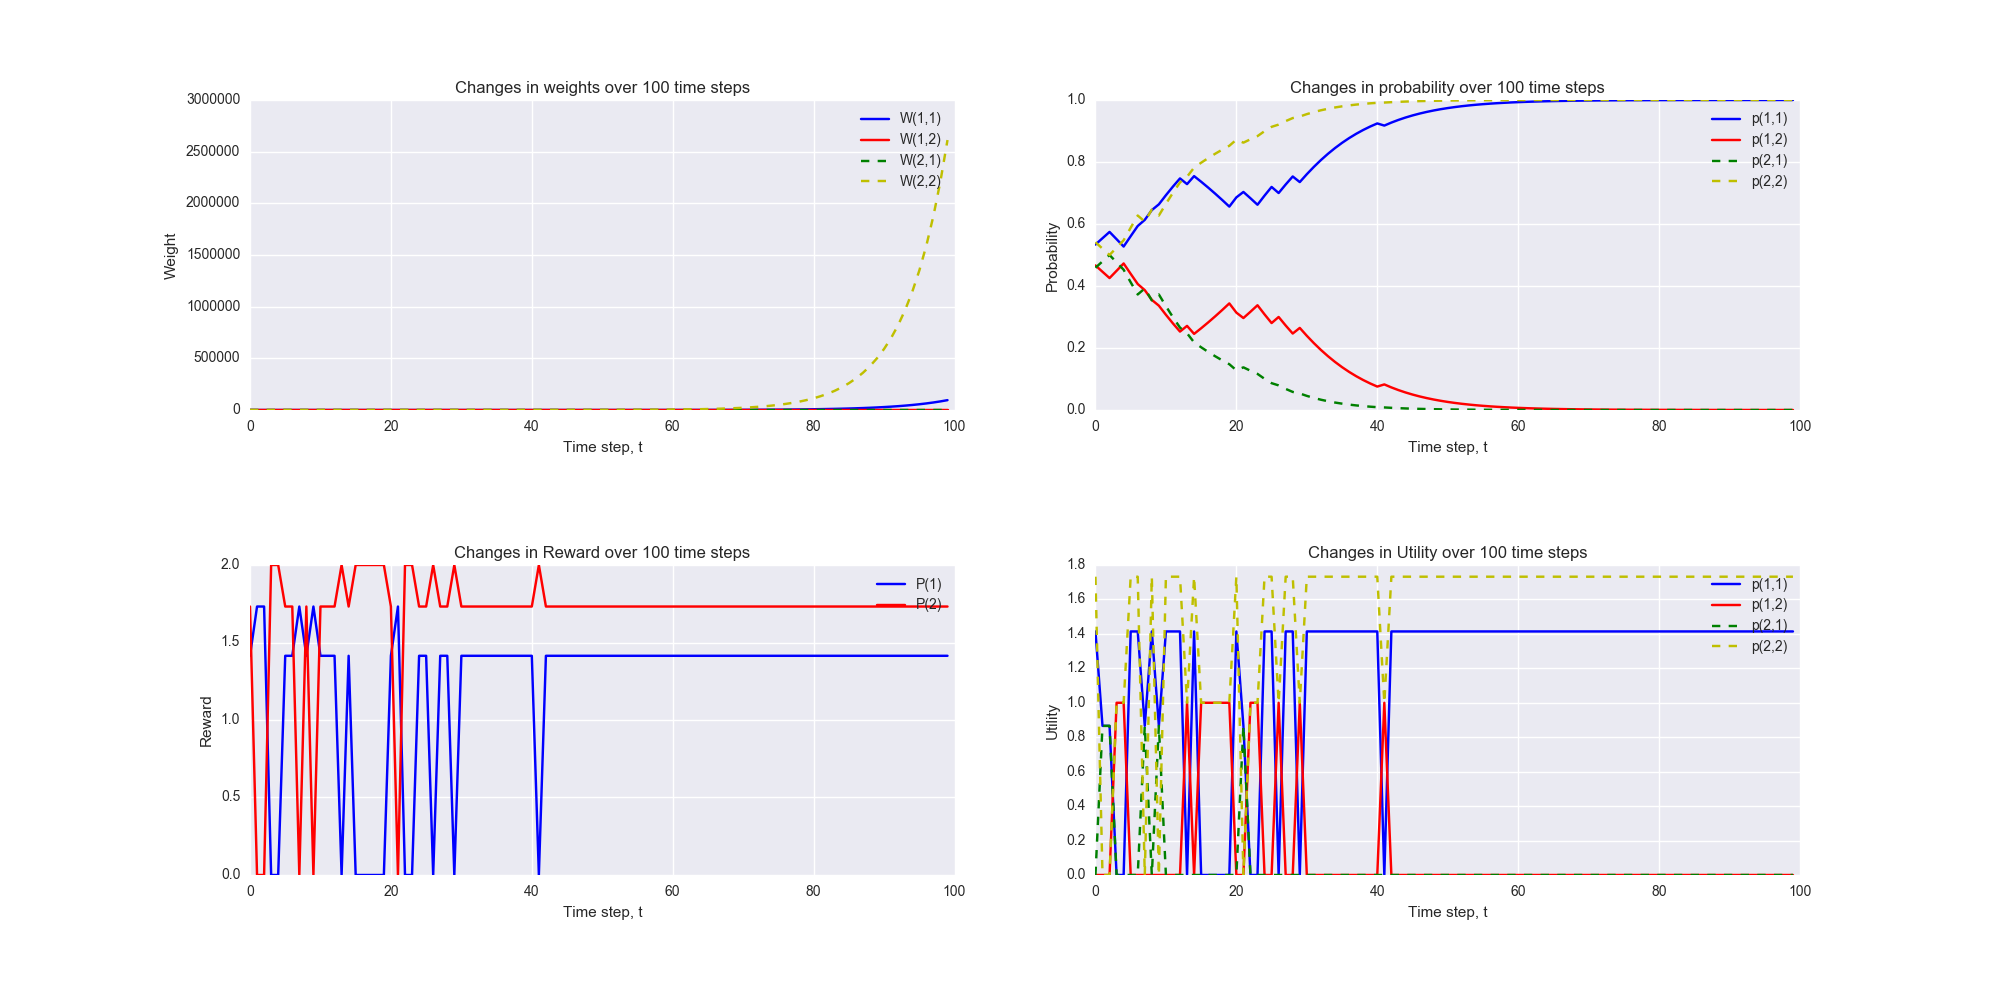 Changes in weights over 100 time steps
3000000
2500000
2000000
1500000
1000000
500000
0
Weight
W(1,1)
W(1,2)
W(2,1)
W(2,2)
0 20 40 60 80 100
Time step, t
Changes in probability over 100 time steps
1.0
0.8
0.6
0.4
0.2
0.0
Probability
p(1,1)
p(1,2)
p(2,1)
p(2,2)
0 20 40 60 80 100
Time step, t
Changes in Reward over 100 time steps
2.0
1.5
1.0
0.5
0.0
Reward
P(1)
P(2)
0 20 40 60 80 100
Time step, t
Changes in Utility over 100 time steps
1.8
1.6
1.4
1.2
1.0
0.8
0.6
0.4
0.2
0.0
Utility
p(1,1)
p(1,2)
p(2,1)
p(2,2)
0 20 40 60 80 100
Time step, t